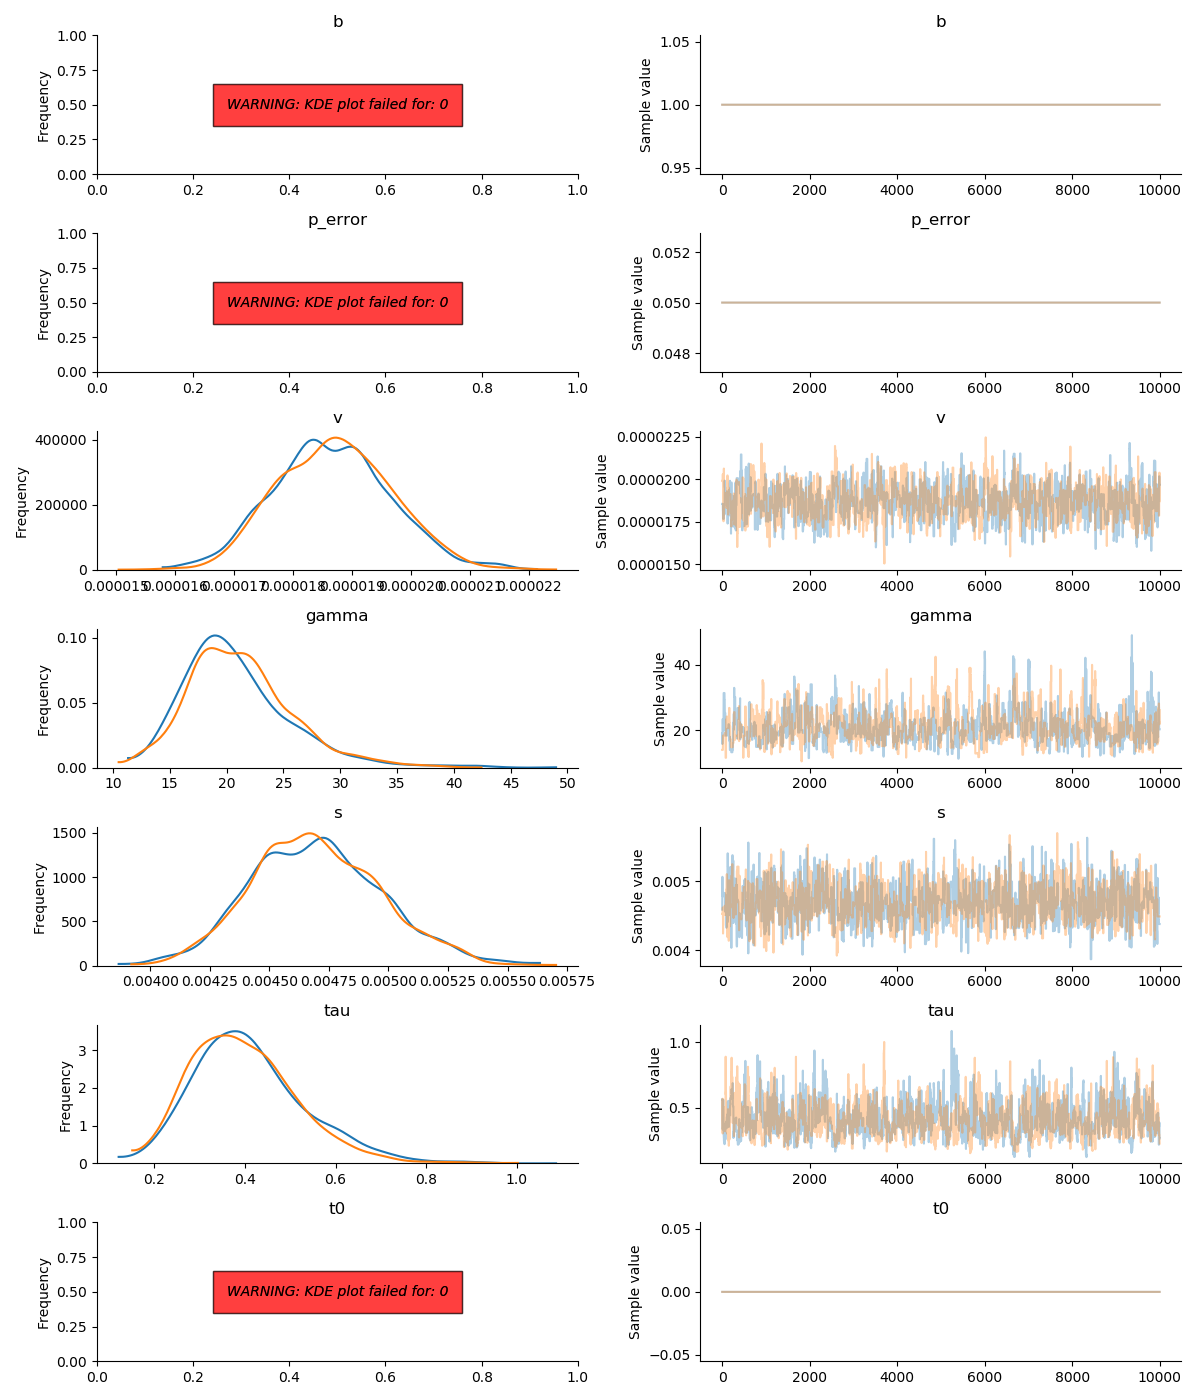 b
b
1.00
0.75
0.50
0.25
0.00
Frequency
WARNING: KDE plot failed for: 0
0.0 0.2 0.4 0.6 0.8 1.0
1.05
1.00
0.95
Sample value
0 2000 4000 6000 8000 10000
p_error
p_error
1.00
0.75
0.50
0.25
0.00
Frequency
WARNING: KDE plot failed for: 0
0.0 0.2 0.4 0.6 0.8 1.0
0.052
0.050
0.048
Sample value
0 2000 4000 6000 8000 10000
v
v
400000
200000
0
Frequency
0.000015 0.000016 0.000017 0.000018 0.000019 0.000020 0.000021 0.000022
0.0000225
0.0000200
0.0000175
0.0000150
Sample value
0 2000 4000 6000 8000 10000
gamma
gamma
0.10
0.05
0.00
Frequency
10 15 20 25 30 35 40 45 50
40
20
Sample value
0 2000 4000 6000 8000 10000
s
s
1500
1000
500
0
Frequency
0.00400 0.00425 0.00450 0.00475 0.00500 0.00525 0.00550 0.00575
0.005
0.004
Sample value
0 2000 4000 6000 8000 10000
tau
tau
3
2
1
0
Frequency
0.2 0.4 0.6 0.8 1.0
1.0
0.5
Sample value
0 2000 4000 6000 8000 10000
t0
t0
1.00
0.75
0.50
0.25
0.00
Frequency
WARNING: KDE plot failed for: 0
0.0 0.2 0.4 0.6 0.8 1.0
0.05
0.00
−0.05
Sample value
0 2000 4000 6000 8000 10000